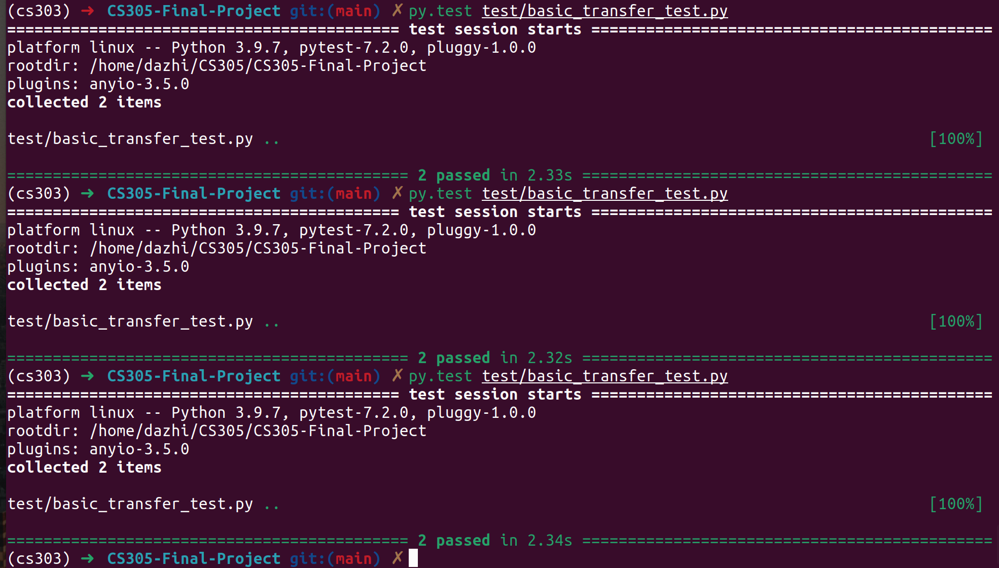 (cs303) ➜ CS305-Final-Project git:(main) ✗ py.test test/basic_transfer_test.py
=========================================== test session starts ============================================
platform linux -- Python 3.9.7, pytest-7.2.0, pluggy-1.0.0
rootdir: /home/dazhi/CS305/CS305-Final-Project
plugins: anyio-3.5.0
collected 2 items
test/basic_transfer_test.py .. [100%]
============================================ 2 passed in 2.33s =============================================
(cs303) ➜ CS305-Final-Project git:(main) ✗ py.test test/basic_transfer_test.py
=========================================== test session starts ============================================
platform linux -- Python 3.9.7, pytest-7.2.0, pluggy-1.0.0
rootdir: /home/dazhi/CS305/CS305-Final-Project
plugins: anyio-3.5.0
collected 2 items
test/basic_transfer_test.py .. [100%]
============================================ 2 passed in 2.32s =============================================
(cs303) ➜ CS305-Final-Project git:(main) ✗ py.test test/basic_transfer_test.py
=========================================== test session starts ============================================
platform linux -- Python 3.9.7, pytest-7.2.0, pluggy-1.0.0
rootdir: /home/dazhi/CS305/CS305-Final-Project
plugins: anyio-3.5.0
collected 2 items
test/basic_transfer_test.py .. [100%]
============================================ 2 passed in 2.34s =============================================
(cs303) ➜ CS305-Final-Project git:(main) ✗